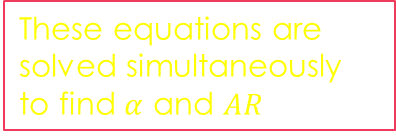 These equations are
solved simultaneously
to find 𝛼 and 𝐴𝑅